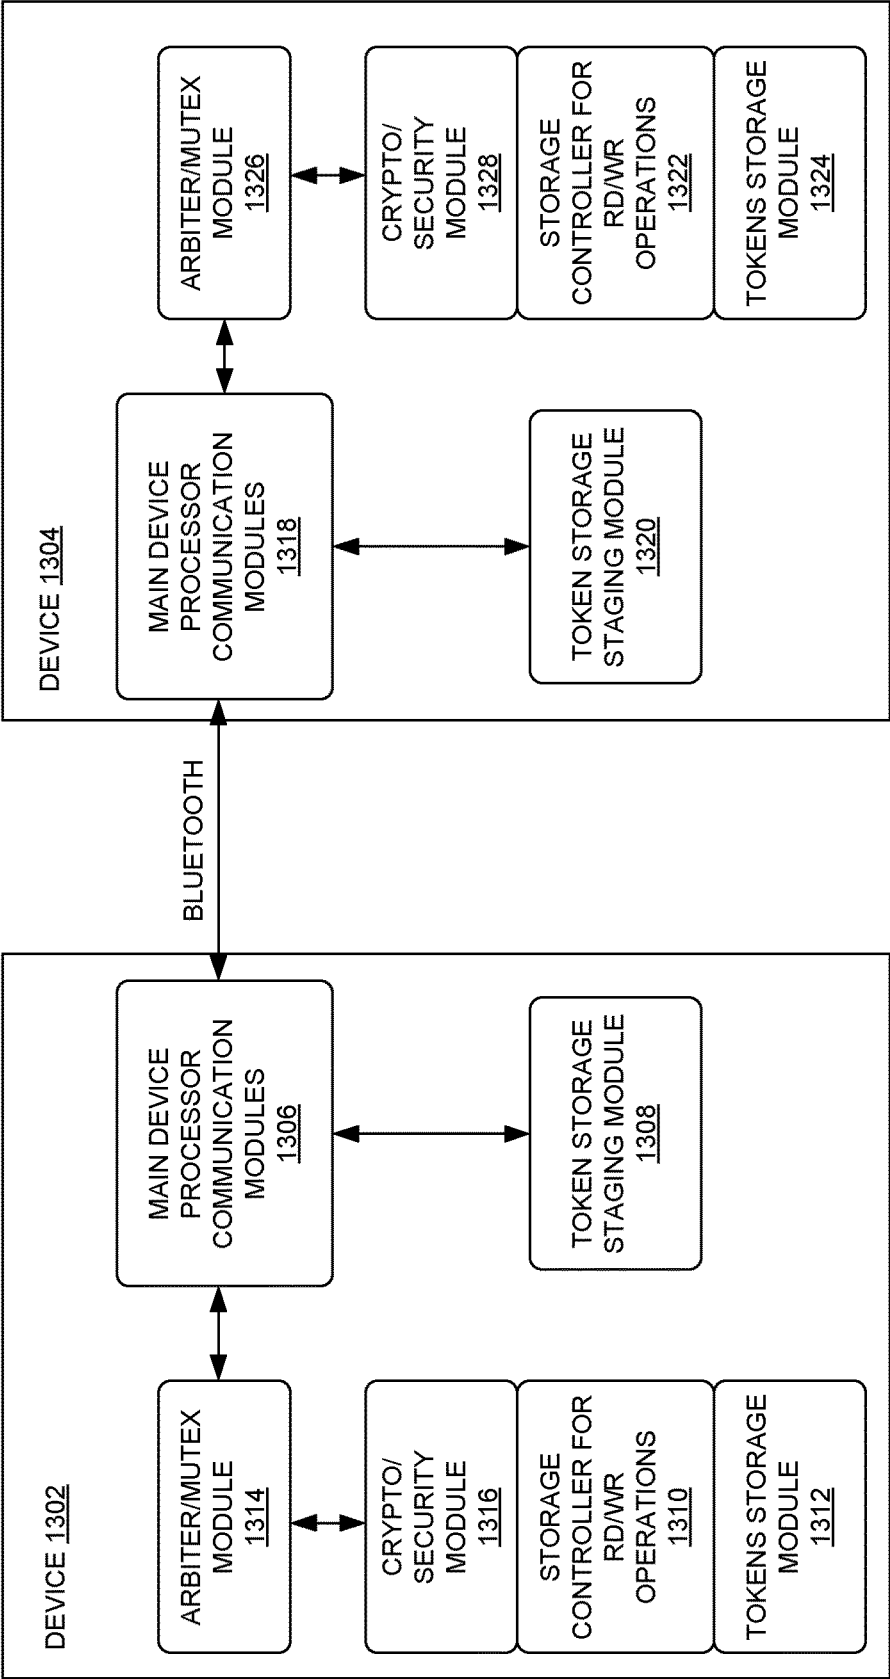 DEVICE 1302
ARBITER/MUTEX
MODULE
1314
CRYPTO/
SECURITY
MODULE
1316
STORAGE
CONTROLLER FOR
RD/WR
OPERATIONS
1310
TOKENS STORAGE
MODULE
1312
MAIN DEVICE
PROCESSOR
COMMUNICATION
MODULES
1306
TOKEN STORAGE
STAGING MODULE
1308
BLUETOOTH
DEVICE 1304
MAIN DEVICE
PROCESSOR
COMMUNICATION
MODULES
1318
TOKEN STORAGE
STAGING MODULE
1320
ARBITER/MUTEX
MODULE
1326
CRYPTO/
SECURITY
MODULE
1328
STORAGE
CONTROLLER FOR
RD/WR
OPERATIONS
1322
TOKENS STORAGE
MODULE
1324